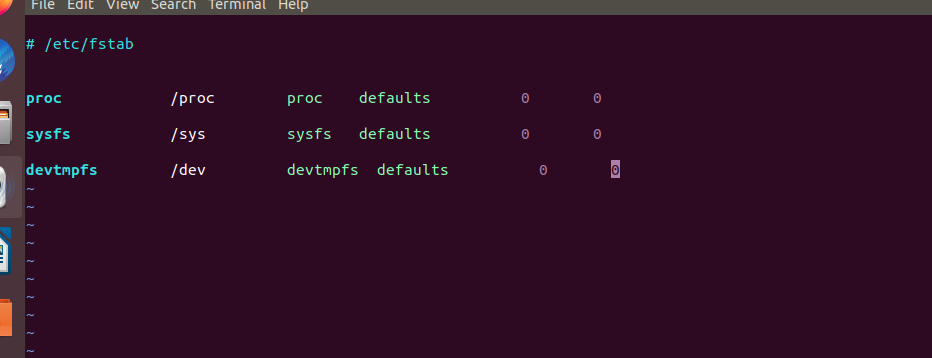 File Edit View Search Terminal Help
# /etc/fstab
proc /proc proc defaults 0 0
sysfs /sys sysfs defaults 0 0
devtmpfs /dev devtmpfs defaults 0 0
~
~
~
~
~
~
~
~
~
~